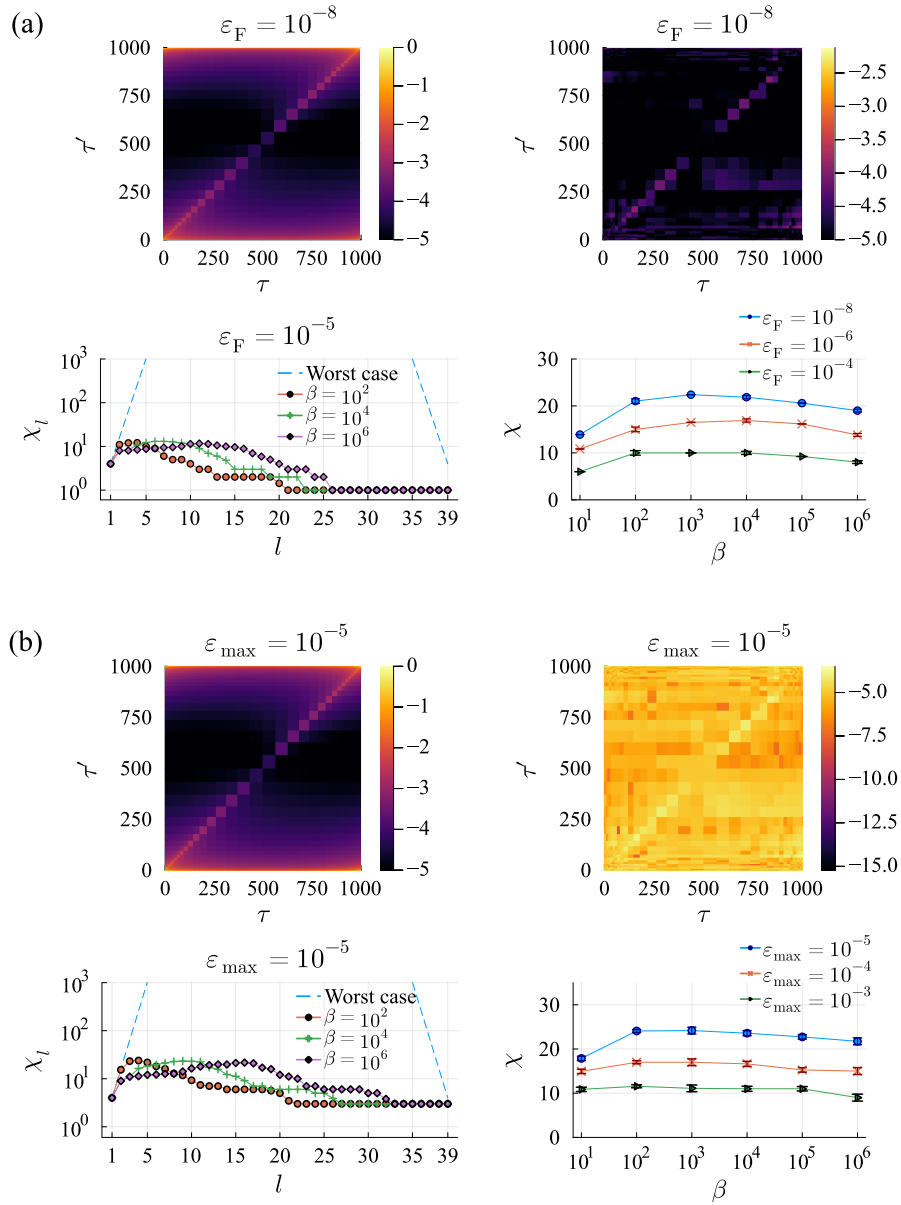 (a)
ε_F = 10^−8
1000
750
500
250
0
τ′
0 250 500 750 1000
τ
0
−1
−2
−3
−4
−5
ε_F = 10^−8
1000
750
500
250
0
τ′
0 250 500 750 1000
τ
−2.5
−3.0
−3.5
−4.0
−4.5
−5.0
ε_F = 10^−5
10^3
10^2
10^1
10^0
χ_l
Worst case
β = 10^2
β = 10^4
β = 10^6
1 5 10 15 20 25 30 35 39
l
ε_F = 10^−8
ε_F = 10^−6
ε_F = 10^−4
30
20
10
0
χ
10^1 10^2 10^3 10^4 10^5 10^6
β
(b)
ε_max = 10^−5
1000
750
500
250
0
τ′
0 250 500 750 1000
τ
0
−1
−2
−3
−4
−5
ε_max = 10^−5
1000
750
500
250
0
τ′
0 250 500 750 1000
τ
−5.0
−7.5
−10.0
−12.5
−15.0
ε_max = 10^−5
10^3
10^2
10^1
10^0
χ_l
Worst case
β = 10^2
β = 10^4
β = 10^6
1 5 10 15 20 25 30 35 39
l
ε_max = 10^−5
ε_max = 10^−4
ε_max = 10^−3
30
20
10
0
χ
10^1 10^2 10^3 10^4 10^5 10^6
β